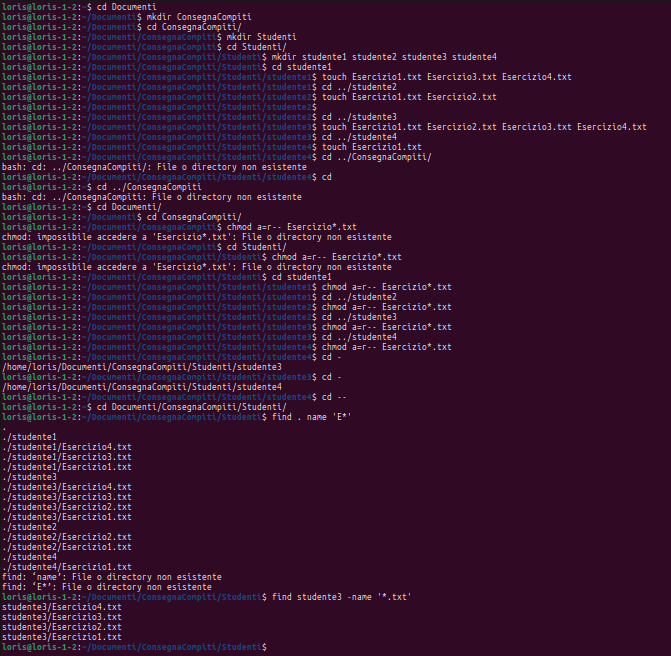 loris@loris-1-2:~$ cd Documenti
loris@loris-1-2:~/Documenti$ mkdir ConsegnaCompiti
loris@loris-1-2:~/Documenti$ cd ConsegnaCompiti/
loris@loris-1-2:~/Documenti/ConsegnaCompiti$ mkdir Studenti
loris@loris-1-2:~/Documenti/ConsegnaCompiti$ cd Studenti/
loris@loris-1-2:~/Documenti/ConsegnaCompiti/Studenti$ mkdir studente1 studente2 studente3 studente4
loris@loris-1-2:~/Documenti/ConsegnaCompiti/Studenti$ cd studente1
loris@loris-1-2:~/Documenti/ConsegnaCompiti/Studenti/studente1$ touch Esercizio1.txt Esercizio3.txt Esercizio4.txt
loris@loris-1-2:~/Documenti/ConsegnaCompiti/Studenti/studente1$ cd ../studente2
loris@loris-1-2:~/Documenti/ConsegnaCompiti/Studenti/studente2$ touch Esercizio1.txt Esercizio2.txt
loris@loris-1-2:~/Documenti/ConsegnaCompiti/Studenti/studente2$
loris@loris-1-2:~/Documenti/ConsegnaCompiti/Studenti/studente2$ cd ../studente3
loris@loris-1-2:~/Documenti/ConsegnaCompiti/Studenti/studente3$ touch Esercizio1.txt Esercizio2.txt Esercizio3.txt Esercizio4.txt
loris@loris-1-2:~/Documenti/ConsegnaCompiti/Studenti/studente3$ cd ../studente4
loris@loris-1-2:~/Documenti/ConsegnaCompiti/Studenti/studente4$ touch Esercizio1.txt
loris@loris-1-2:~/Documenti/ConsegnaCompiti/Studenti/studente4$ cd ../ConsegnaCompiti/
bash: cd: ../ConsegnaCompiti/: File o directory non esistente
loris@loris-1-2:~/Documenti/ConsegnaCompiti/Studenti/studente4$ cd
loris@loris-1-2:~$ cd ../ConsegnaCompiti
bash: cd: ../ConsegnaCompiti: File o directory non esistente
loris@loris-1-2:~$ cd Documenti/
loris@loris-1-2:~/Documenti$ cd ConsegnaCompiti/
loris@loris-1-2:~/Documenti/ConsegnaCompiti$ chmod a=r-- Esercizio*.txt
chmod: impossibile accedere a 'Esercizio*.txt': File o directory non esistente
loris@loris-1-2:~/Documenti/ConsegnaCompiti$ cd Studenti/
loris@loris-1-2:~/Documenti/ConsegnaCompiti/Studenti$ chmod a=r-- Esercizio*.txt
chmod: impossibile accedere a 'Esercizio*.txt': File o directory non esistente
loris@loris-1-2:~/Documenti/ConsegnaCompiti/Studenti$ cd studente1
loris@loris-1-2:~/Documenti/ConsegnaCompiti/Studenti/studente1$ chmod a=r-- Esercizio*.txt
loris@loris-1-2:~/Documenti/ConsegnaCompiti/Studenti/studente1$ cd ../studente2
loris@loris-1-2:~/Documenti/ConsegnaCompiti/Studenti/studente2$ chmod a=r-- Esercizio*.txt
loris@loris-1-2:~/Documenti/ConsegnaCompiti/Studenti/studente2$ cd ../studente3
loris@loris-1-2:~/Documenti/ConsegnaCompiti/Studenti/studente3$ chmod a=r-- Esercizio*.txt
loris@loris-1-2:~/Documenti/ConsegnaCompiti/Studenti/studente3$ cd ../studente4
loris@loris-1-2:~/Documenti/ConsegnaCompiti/Studenti/studente4$ chmod a=r-- Esercizio*.txt
loris@loris-1-2:~/Documenti/ConsegnaCompiti/Studenti/studente4$ cd -
/home/loris/Documenti/ConsegnaCompiti/Studenti/studente3
loris@loris-1-2:~/Documenti/ConsegnaCompiti/Studenti/studente3$ cd -
/home/loris/Documenti/ConsegnaCompiti/Studenti/studente4
loris@loris-1-2:~/Documenti/ConsegnaCompiti/Studenti/studente4$ cd --
loris@loris-1-2:~$ cd Documenti/ConsegnaCompiti/Studenti/
loris@loris-1-2:~/Documenti/ConsegnaCompiti/Studenti$ find . name 'E*'
.
./studente1
./studente1/Esercizio4.txt
./studente1/Esercizio3.txt
./studente1/Esercizio1.txt
./studente3
./studente3/Esercizio4.txt
./studente3/Esercizio3.txt
./studente3/Esercizio2.txt
./studente3/Esercizio1.txt
./studente2
./studente2/Esercizio2.txt
./studente2/Esercizio1.txt
./studente4
./studente4/Esercizio1.txt
find: ‘name’: File o directory non esistente
find: ‘E*’: File o directory non esistente
loris@loris-1-2:~/Documenti/ConsegnaCompiti/Studenti$ find studente3 -name '*.txt'
studente3/Esercizio4.txt
studente3/Esercizio3.txt
studente3/Esercizio2.txt
studente3/Esercizio1.txt
loris@loris-1-2:~/Documenti/ConsegnaCompiti/Studenti$